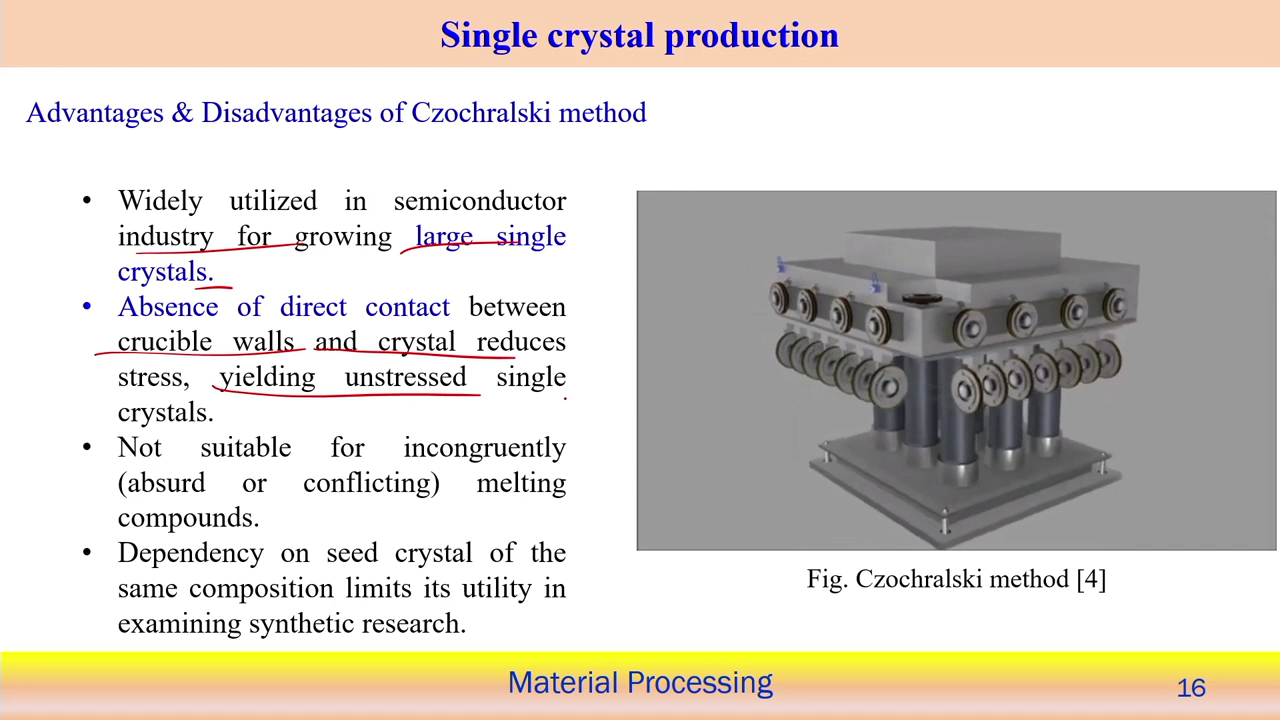 Single crystal production
Advantages & Disadvantages of Czochralski method
• Widely utilized in semiconductor
industry for growing large single
crystals.
• Absence of direct contact between
crucible walls and crystal reduces
stress, yielding unstressed single
crystals.
• Not suitable for incongruently
(absurd or conflicting) melting
compounds.
• Dependency on seed crystal of the
same composition limits its utility in
examining synthetic research.
Fig. Czochralski method [4]
Material Processing
16